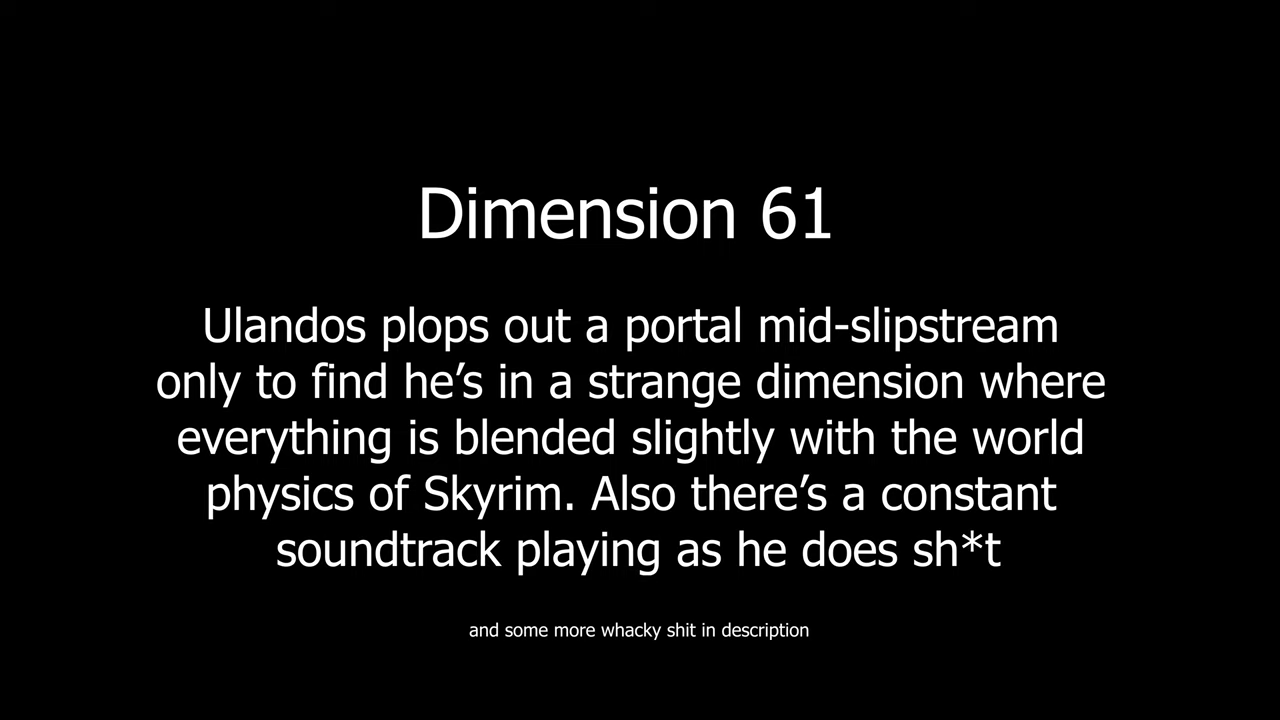 Dimension 61
Ulandos plops out a portal mid-slipstream
only to find he’s in a strange dimension where
everything is blended slightly with the world
physics of Skyrim. Also there’s a constant
soundtrack playing as he does sh*t
and some more whacky shit in description